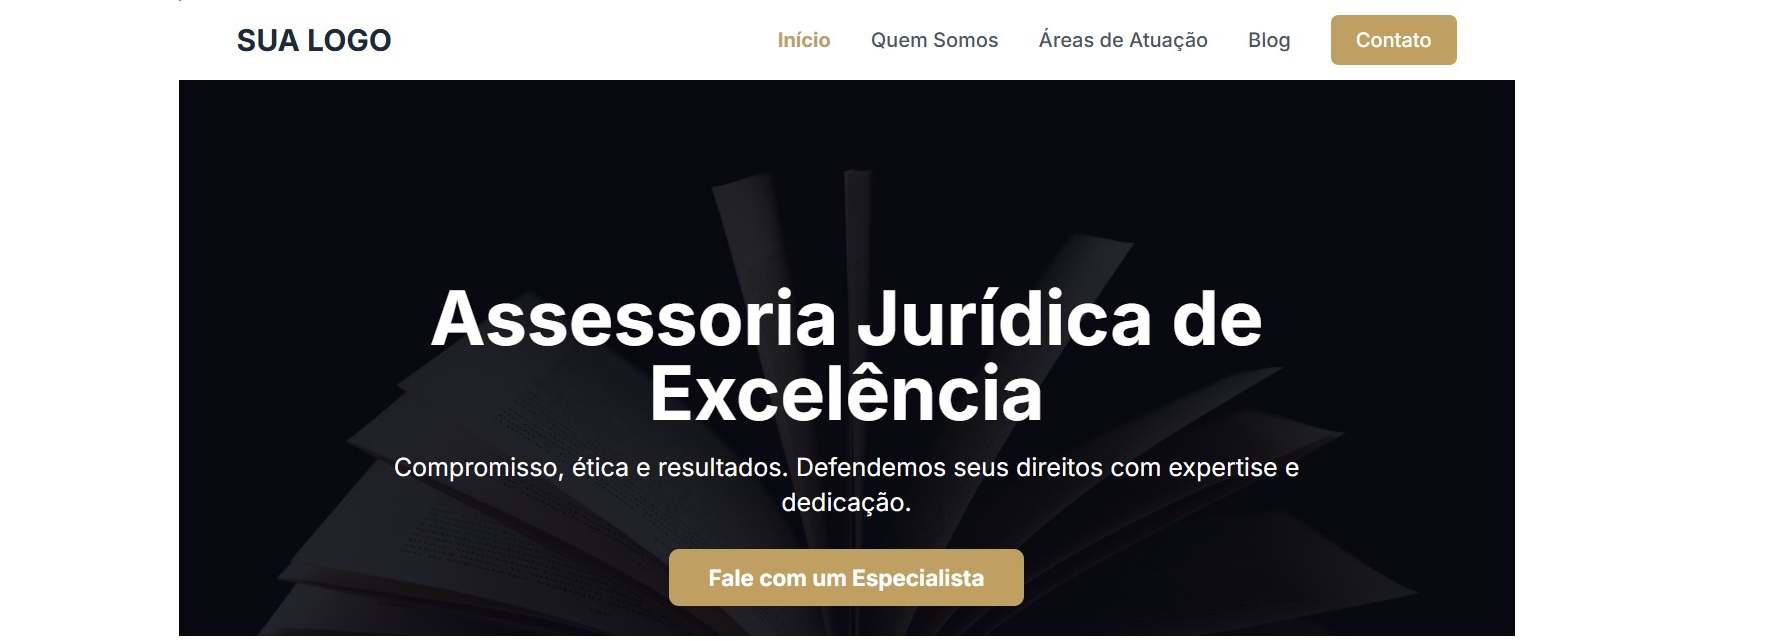 SUA LOGO
Início Quem Somos Áreas de Atuação Blog Contato
Assessoria Jurídica de
Excelência
Compromisso, ética e resultados. Defendemos seus direitos com expertise e
dedicação.
Fale com um Especialista